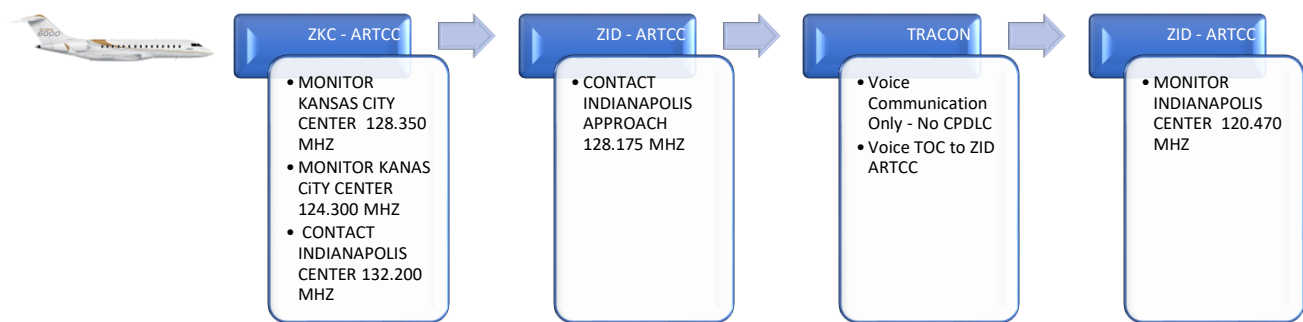 6000
ZKC - ARTCC
• MONITOR
KANSAS CITY
CENTER 128.350
MHZ
• MONITOR KANAS
CiTY CENTER
124.300 MHZ
• CONTACT
INDIANAPOLIS
CENTER 132.200
MHZ
ZID - ARTCC
• CONTACT
INDIANAPOLIS
APPROACH
128.175 MHZ
TRACON
• Voice
Communication
Only - No CPDLC
• Voice TOC to ZID
ARTCC
ZID - ARTCC
• MONITOR
INDIANAPOLIS
CENTER 120.470
MHZ